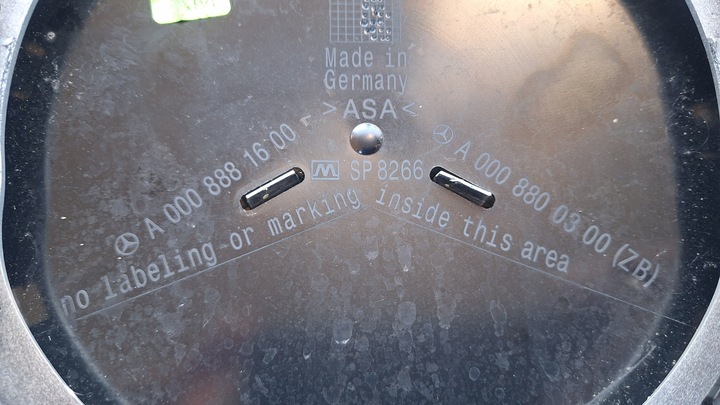 Made in
Germany
>ASA<
A 000 888 16 00
SP 8266
A 000 880 03 00 (ZB)
no labeling or marking inside this area